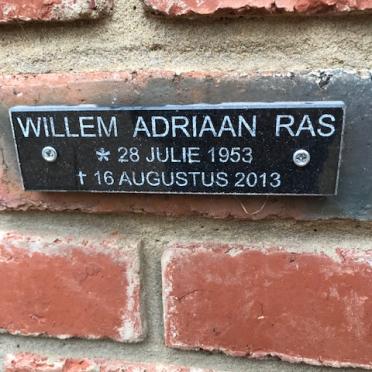 WILLEM ADRIAAN RAS
* 28 JULIE 1953
† 16 AUGUSTUS 2013